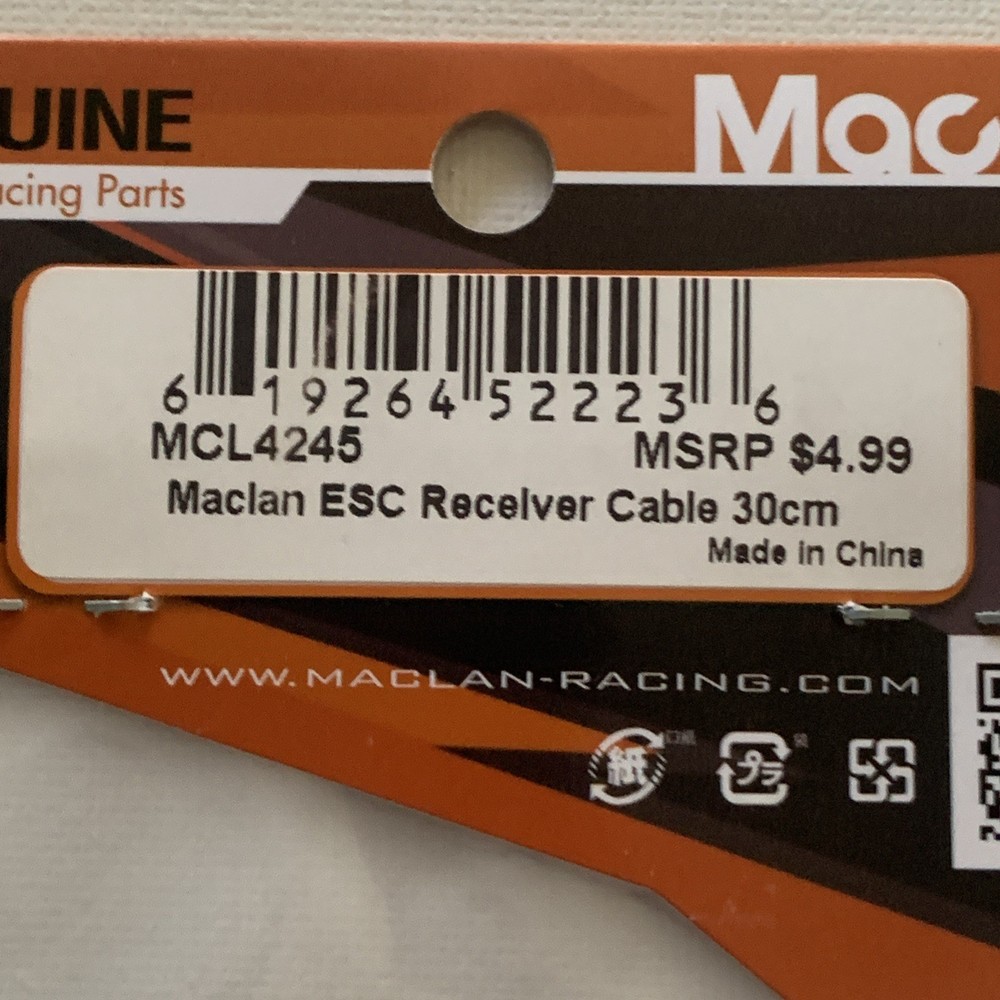 UINE
Mac
acing Parts
6 19264 52223 6
MCL4245
MSRP $4.99
Maclan ESC Receiver Cable 30cm
Made in China
WWW.MACLAN-RACING.COM
紙
プラ